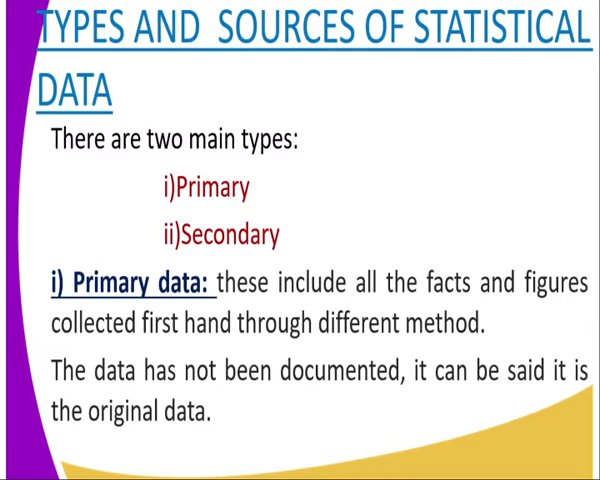 TYPES AND SOURCES OF STATISTICAL
DATA
There are two main types:
i)Primary
ii)Secondary
i) Primary data: these include all the facts and figures
collected first hand through different method.
The data has not been documented, it can be said it is
the original data.